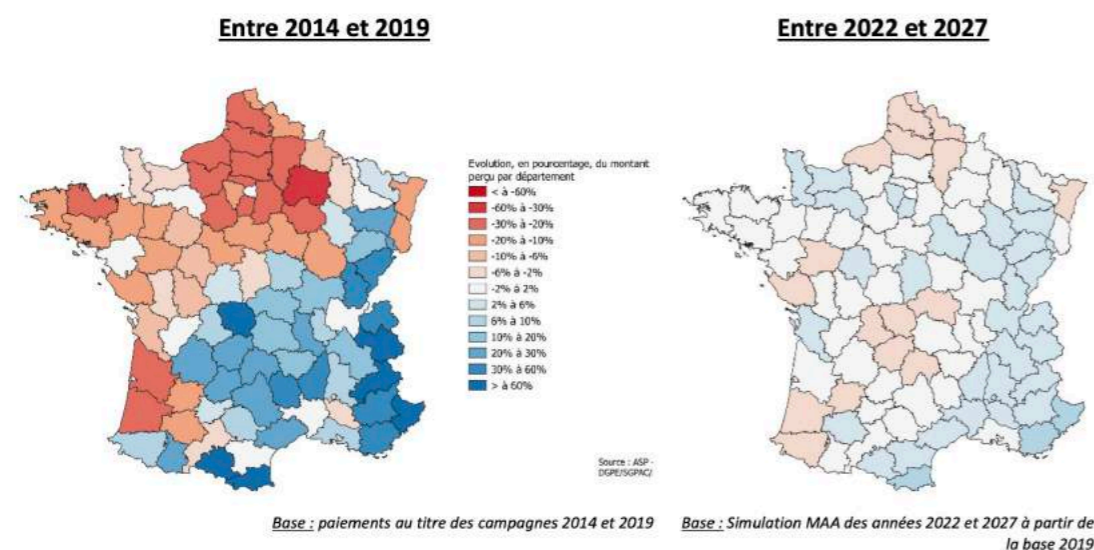 Entre 2014 et 2019
Entre 2022 et 2027
Evolution, en pourcentage, du montant
perçu par département
< à -60%
-60% à -30%
-30% à -20%
-20% à -10%
-10% à -6%
-6% à -2%
-2% à 2%
2% à 6%
6% à 10%
10% à 20%
20% à 30%
30% à 60%
> à 60%
Source : ASP -
DGPE/SGPAC/
Base : paiements au titre des campagnes 2014 et 2019
Base : Simulation MAA des années 2022 et 2027 à partir de
la base 2019